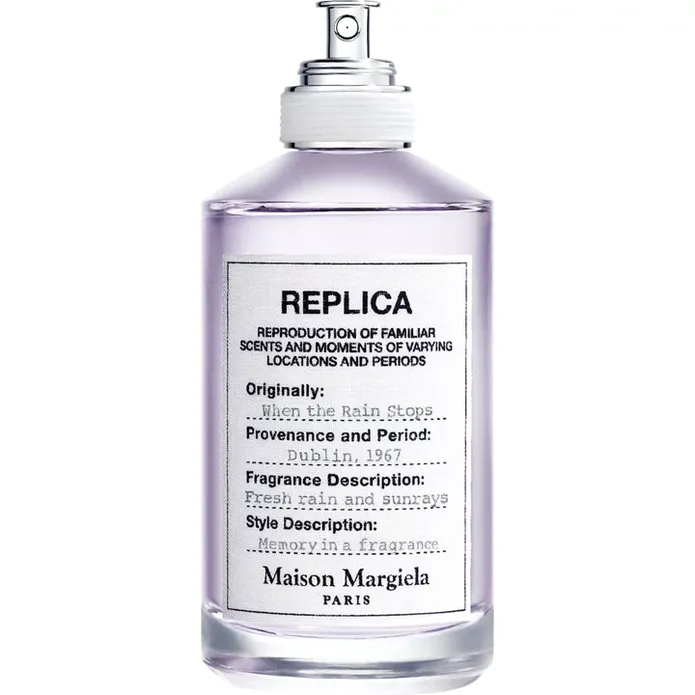 REPLICA
REPRODUCTION OF FAMILIAR
SCENTS AND MOMENTS OF VARYING
LOCATIONS AND PERIODS
Originally:
When the Rain Stops
Provenance and Period:
Dublin, 1967
Fragrance Description:
Fresh rain and sunrays
Style Description:
Memory in a fragrance
Maison Margiela
PARIS